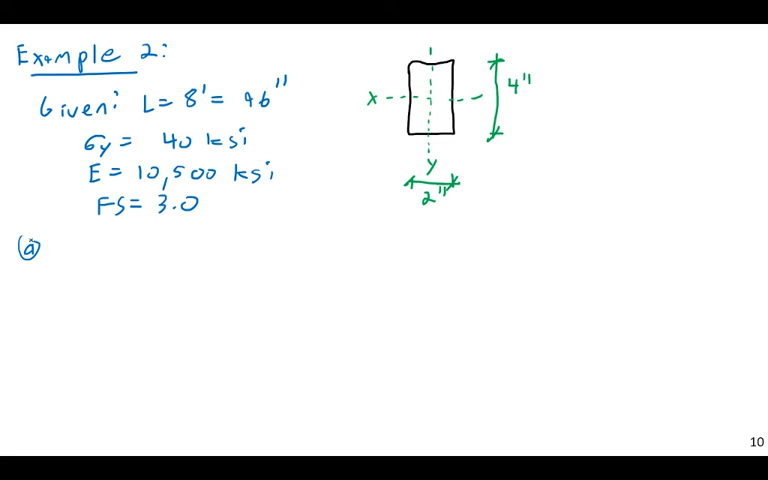 Example 2:
Given: L = 8' = 96"
σy = 40 ksi
E = 10,500 ksi
FS = 3.0
ⓐ
x
4"
y
2"
10